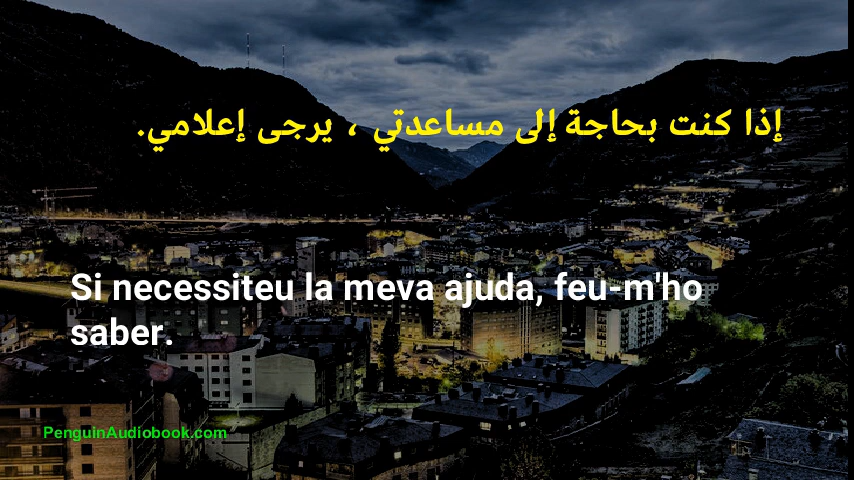 إذا كنت بحاجة إلى مساعدتي ، يرجى إعلامي.
Si necessiteu la meva ajuda, feu-m'ho
saber.
PenguinAudiobook.com